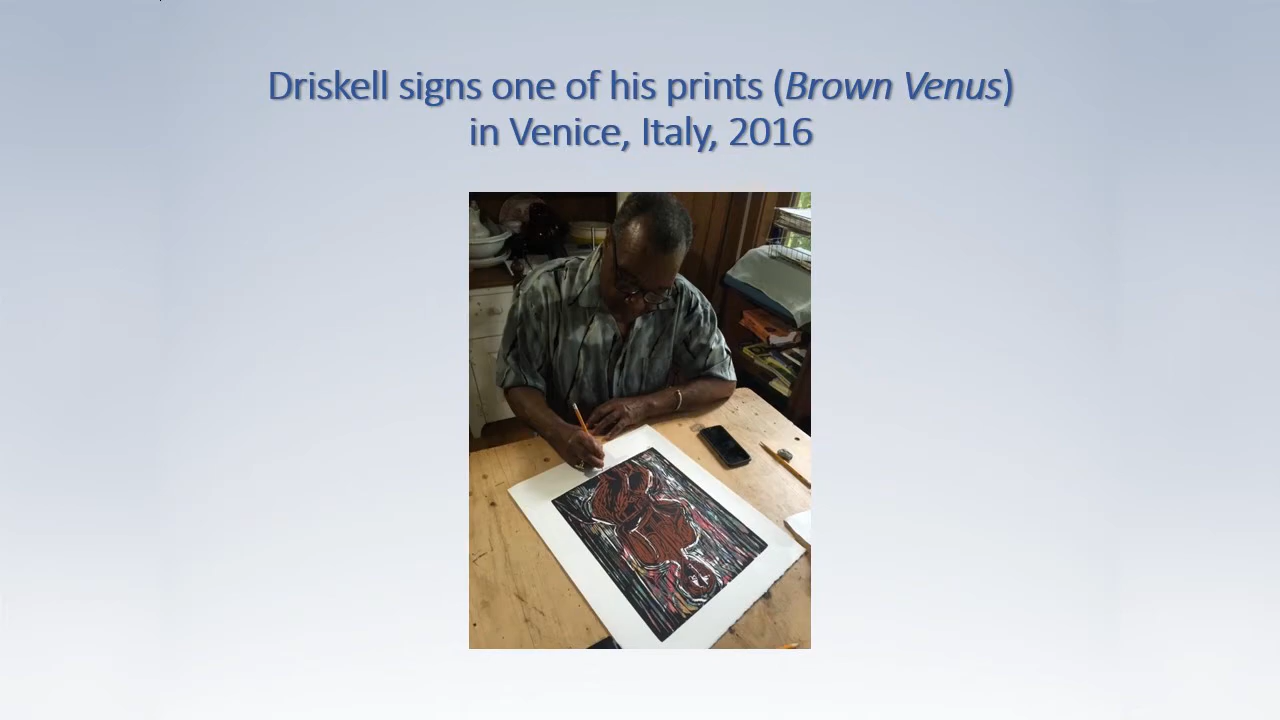 Driskell signs one of his prints (Brown Venus)
in Venice, Italy, 2016